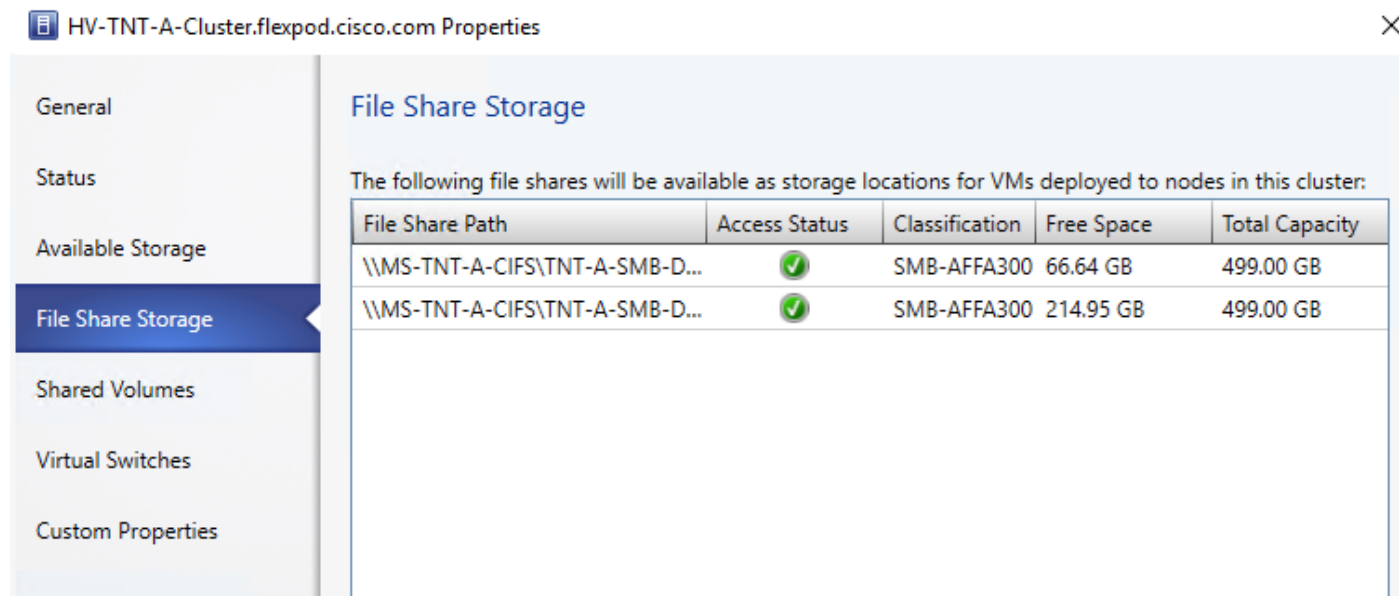 HV-TNT-A-Cluster.flexpod.cisco.com Properties
General
Status
Available Storage
File Share Storage
Shared Volumes
Virtual Switches
Custom Properties
File Share Storage
The following file shares will be available as storage locations for VMs deployed to nodes in this cluster:
File Share Path Access Status Classification Free Space Total Capacity
\\MS-TNT-A-CIFS\TNT-A-SMB-D... SMB-AFFA300 66.64 GB 499.00 GB
\\MS-TNT-A-CIFS\TNT-A-SMB-D... SMB-AFFA300 214.95 GB 499.00 GB